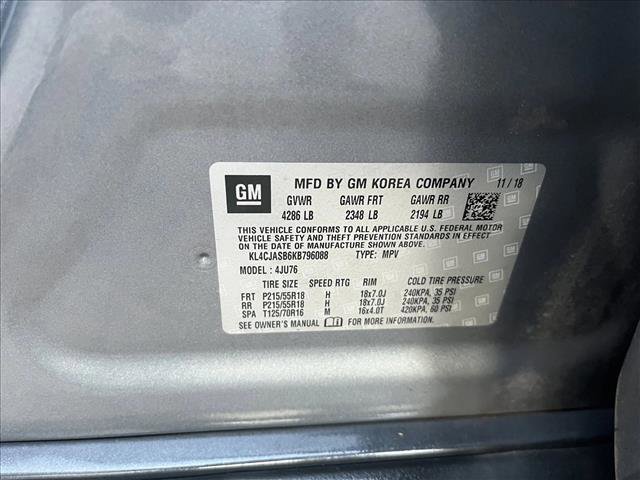 GM MFD BY GM KOREA COMPANY 11/18
GVWR GAWR FRT GAWR RR
4286 LB 2348 LB 2194 LB
THIS VEHICLE CONFORMS TO ALL APPLICABLE U.S. FEDERAL MOTOR
VEHICLE SAFETY AND THEFT PREVENTION STANDARDS IN EFFECT
ON THE DATE OF MANUFACTURE SHOWN ABOVE.
KL4CJASB6KB796088 TYPE: MPV
MODEL : 4JU76
TIRE SIZE SPEED RTG RIM COLD TIRE PRESSURE
FRT P215/55R18 H 18x7.0J 240KPA, 35 PSI
RR P215/55R18 H 18x7.0J 240KPA, 35 PSI
SPA T125/70R16 M 16x4.0T 420KPA, 60 PSI
SEE OWNER'S MANUAL FOR MORE INFORMATION.